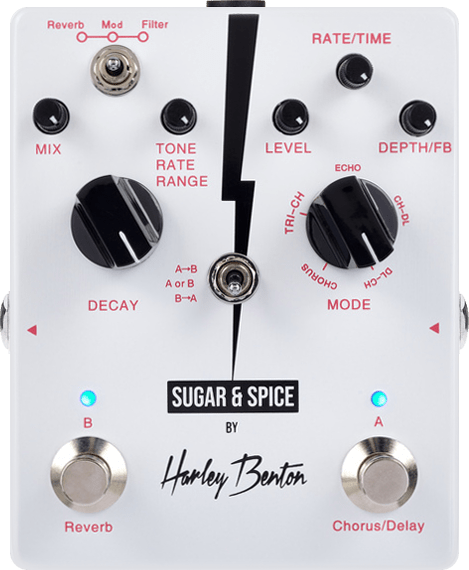 Reverb Mod Filter
RATE/TIME
MIX
TONE
RATE
RANGE
LEVEL
DEPTH/FB
ECHO
TRI-CH
CH-DL
CHORUS
DL-CH
A→B
A or B
B→A
DECAY
MODE
SUGAR & SPICE
BY
Harley Benton
B
A
Reverb
Chorus/Delay